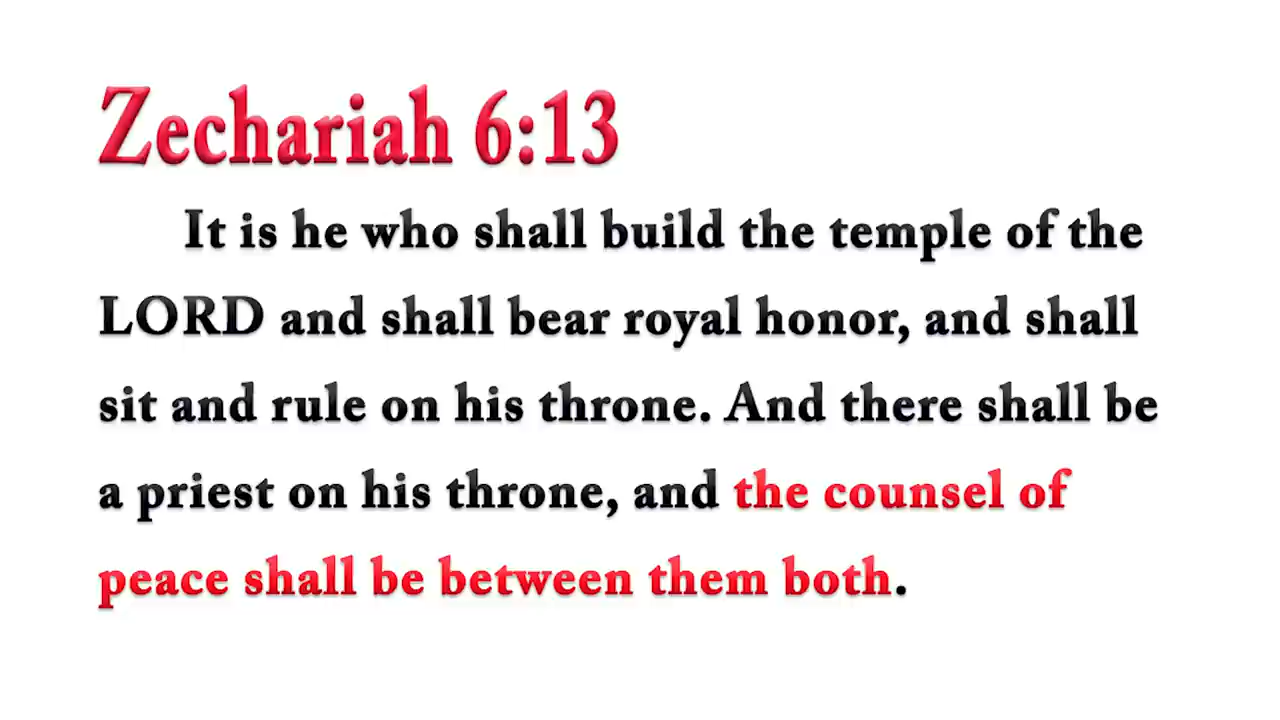 Zechariah 6:13
It is he who shall build the temple of the
LORD and shall bear royal honor, and shall
sit and rule on his throne. And there shall be
a priest on his throne, and the counsel of
peace shall be between them both.